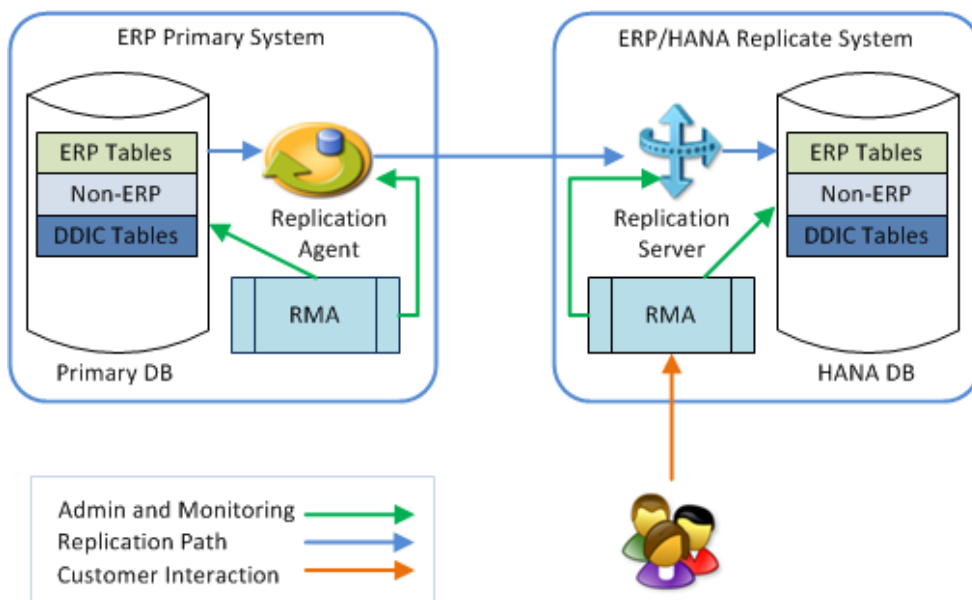 ERP Primary System
ERP Tables
Non-ERP
DDIC Tables
Replication
Agent
RMA
Primary DB
ERP/HANA Replicate System
Replication
Server
ERP Tables
Non-ERP
DDIC Tables
RMA
HANA DB
Admin and Monitoring
Replication Path
Customer Interaction